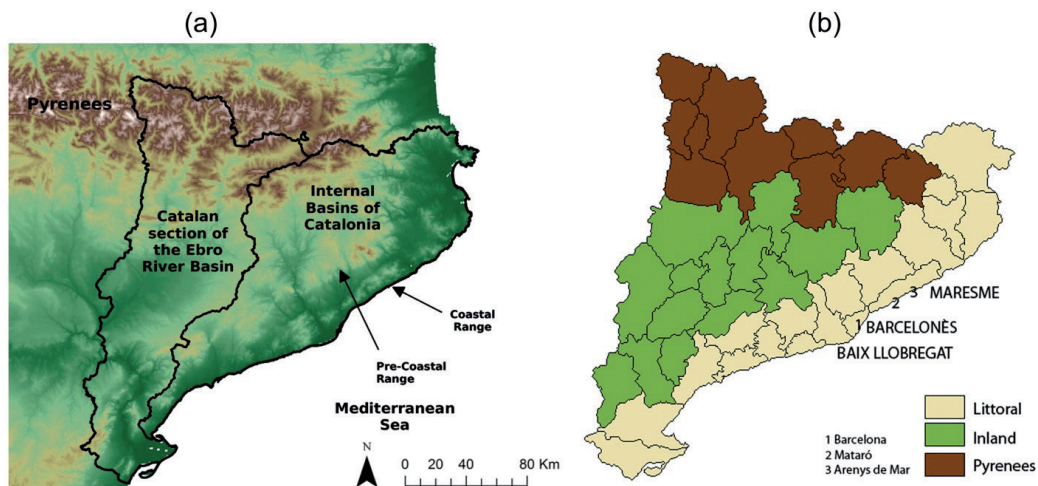 (a)
(b)
Pyrenees
Internal
Basins of
Catalonia
Catalan
section of
the Ebro
River Basin
Coastal
Range
Pre-Coastal
Range
Mediterranean
Sea
N
0 20 40 80 Km
3 MARESME
2
1 BARCELONÈS
BAIX LLOBREGAT
Littoral
Inland
Pyrenees
1 Barcelona
2 Mataró
3 Arenys de Mar